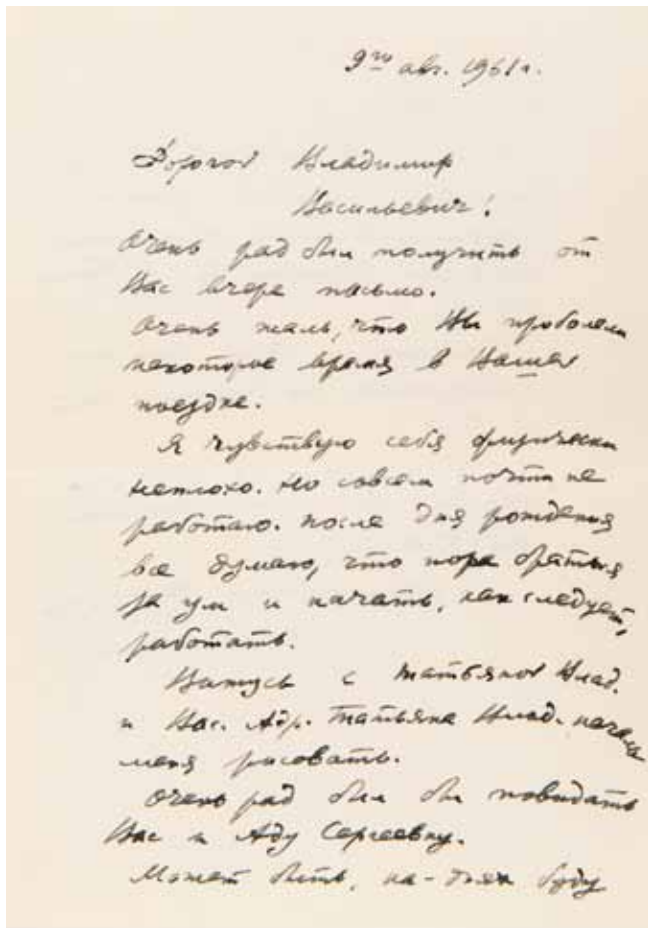 9го авг. 1961 г.
Дорогой Владимир
Васильевич!
Очень рад был получить от
Вас вчера письмо.
Очень жаль, что Вы проболели
некоторое время в Вашей
поездке.
Я чувствую себя физически
неплохо. Но совсем почти не
работаю. После дня рождения
все думаю, что пора браться
за ум и начать, как следует,
работать.
с Татьяной Влад.
и Вас. Адр. Татьяна Влад. начала
меня рисовать.
Очень рад был бы повидать
Вас и Аду Сергеевну.
Может быть, на-днях буду